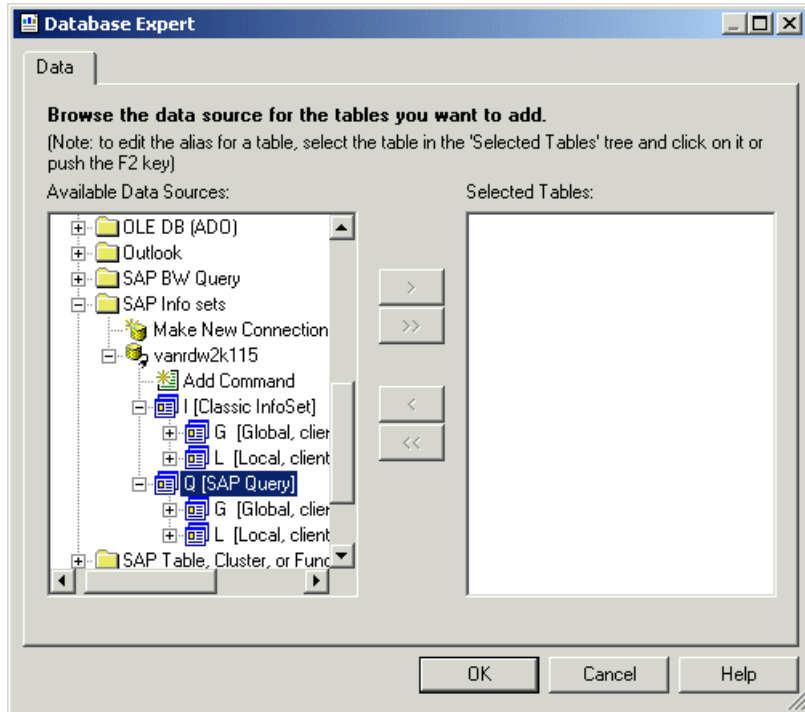 Database Expert
Data
Browse the data source for the tables you want to add.
(Note: to edit the alias for a table, select the table in the 'Selected Tables' tree and click on it or
push the F2 key)
Available Data Sources:
Selected Tables:
OLE DB (ADO)
Outlook
SAP BW Query
SAP Info sets
Make New Connection
vanrdw2k115
Add Command
I [Classic InfoSet]
G [Global, clien
L [Local, client
Q [SAP Query]
G [Global, clien
L [Local, client
SAP Table, Cluster, or Func
>
>>
<
<<
OK
Cancel
Help